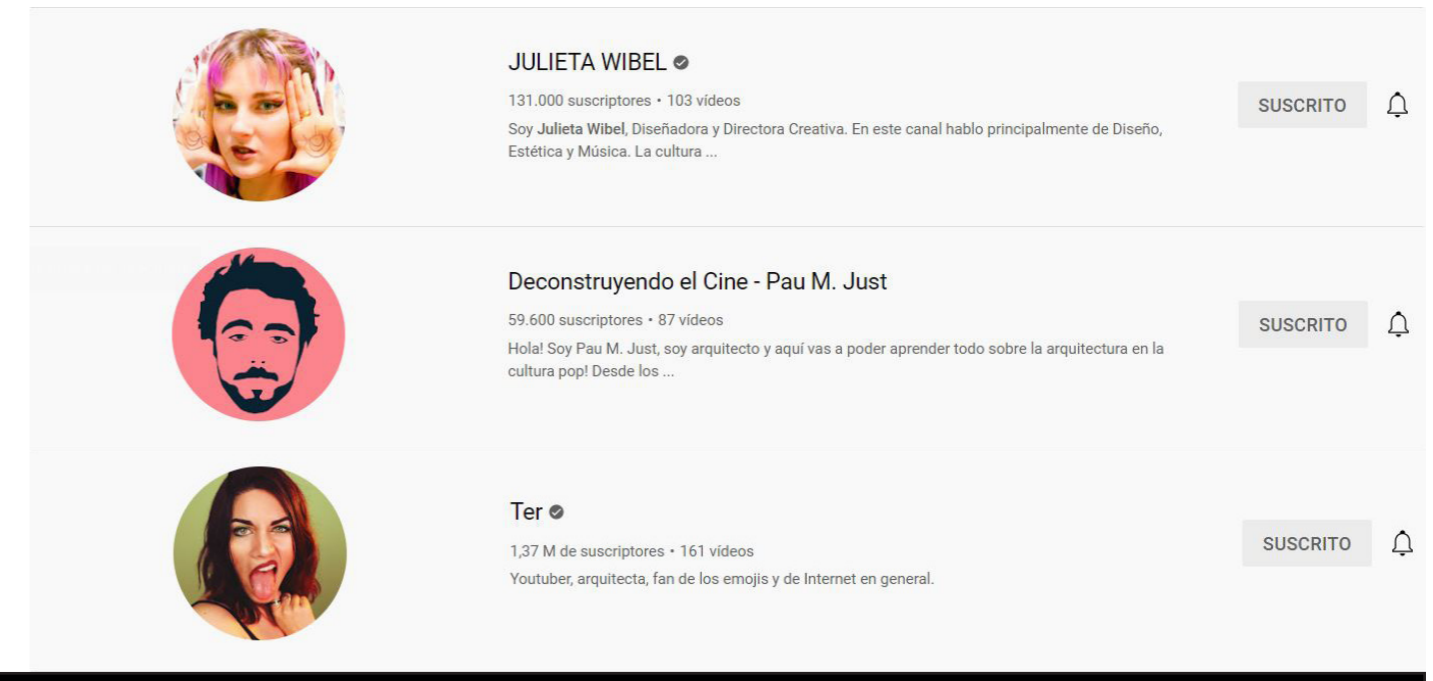 JULIETA WIBEL
131.000 suscriptores • 103 vídeos
Soy Julieta Wibel, Diseñadora y Directora Creativa. En este canal hablo principalmente de Diseño,
Estética y Música. La cultura ...
SUSCRITO
Deconstruyendo el Cine - Pau M. Just
59.600 suscriptores • 87 vídeos
Hola! Soy Pau M. Just, soy arquitecto y aquí vas a poder aprender todo sobre la arquitectura en la
cultura pop! Desde los ...
SUSCRITO
Ter
1,37 M de suscriptores • 161 vídeos
Youtuber, arquitecta, fan de los emojis y de Internet en general.
SUSCRITO